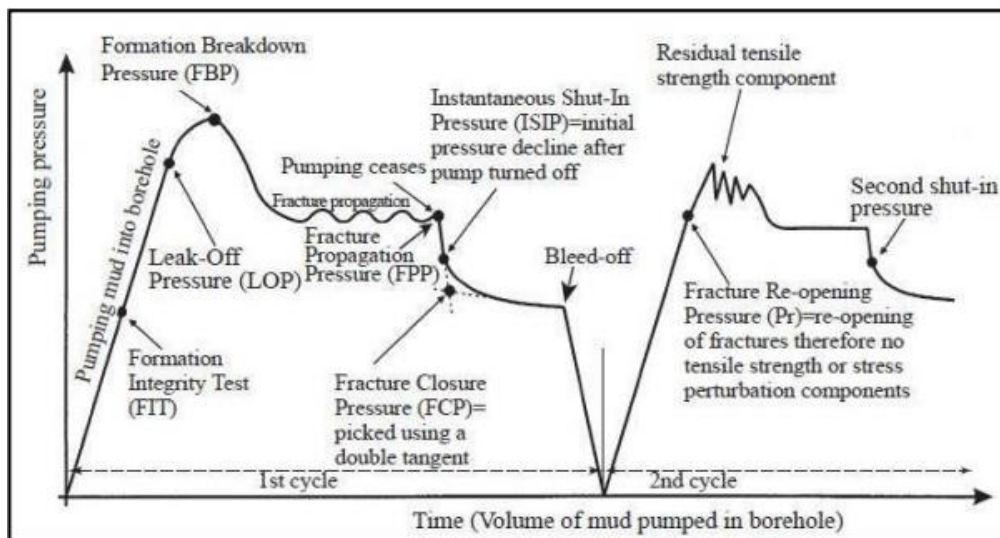 Formation Breakdown
Pressure (FBP)
Residual tensile
strength component
Instantaneous Shut-In
Pressure (ISIP)=initial
pressure decline after
pump turned off
Pumping ceases
Second shut-in
pressure
Pumping pressure
Pumping mud into borehole
Fracture propagation
Fracture
Propagation
Pressure (FPP)
Leak-Off
Pressure (LOP)
Bleed-off
Fracture Re-opening
Pressure (Pr)=re-opening
of fractures therefore no
tensile strength or stress
perturbation components
Formation
Integrity Test
(FIT)
Fracture Closure
Pressure (FCP)=
picked using a
double tangent
1st cycle
2nd cycle
Time (Volume of mud pumped in borehole)